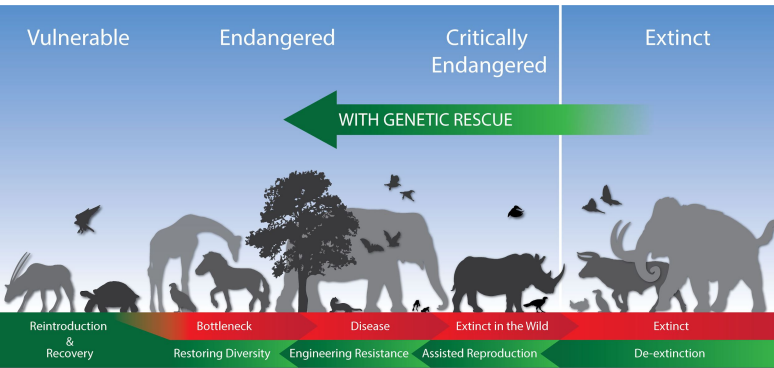 Vulnerable
Endangered
Critically
Endangered
Extinct
WITH GENETIC RESCUE
Reintroduction
&
Recovery
Bottleneck
Disease
Extinct in the Wild
Extinct
Restoring Diversity
Engineering Resistance
Assisted Reproduction
De-extinction